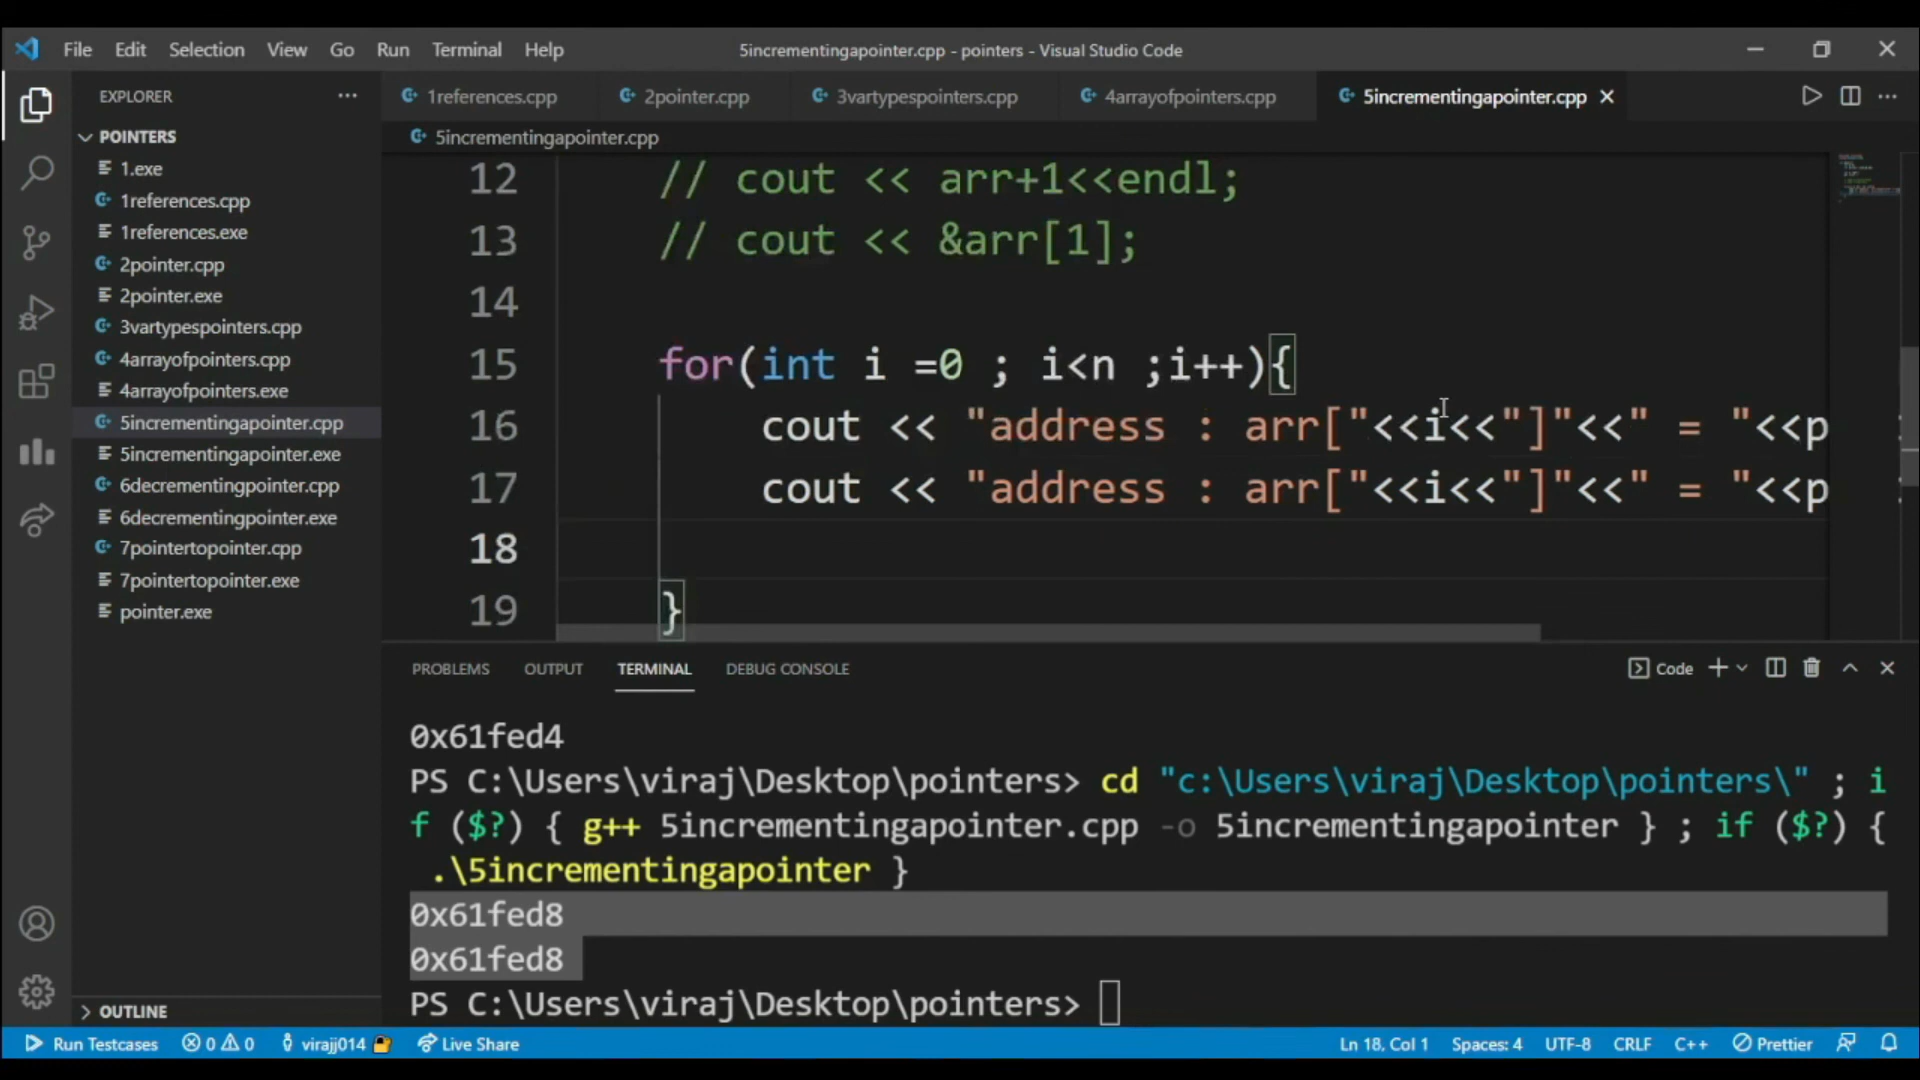 File Edit Selection View Go Run Terminal Help
5incrementingapointer.cpp - pointers - Visual Studio Code
EXPLORER
1references.cpp 2pointer.cpp 3vartypespointers.cpp 4arrayofpointers.cpp 5incrementingapointer.cpp
POINTERS
5incrementingapointer.cpp
1.exe
1references.cpp
1references.exe
2pointer.cpp
2pointer.exe
3vartypespointers.cpp
4arrayofpointers.cpp
4arrayofpointers.exe
5incrementingapointer.cpp
5incrementingapointer.exe
6decrementingpointer.cpp
6decrementingpointer.exe
7pointertopointer.cpp
7pointertopointer.exe
pointer.exe
OUTLINE
12 // cout << arr+1<<endl;
13 // cout << &arr[1];
14
15 for(int i =0 ; i<n ;i++){
16 cout << "address : arr["<<i<<"]"<<" = "<<p
17 cout << "address : arr["<<i<<"]"<<" = "<<p
18
19 }
PROBLEMS OUTPUT TERMINAL DEBUG CONSOLE
Code
0x61fed4
PS C:\Users\viraj\Desktop\pointers> cd "c:\Users\viraj\Desktop\pointers\" ; i
f ($?) { g++ 5incrementingapointer.cpp -o 5incrementingapointer } ; if ($?) {
.\5incrementingapointer }
0x61fed8
0x61fed8
PS C:\Users\viraj\Desktop\pointers>
Run Testcases 0 0 virajj014 Live Share
Ln 18, Col 1 Spaces: 4 UTF-8 CRLF C++ Prettier